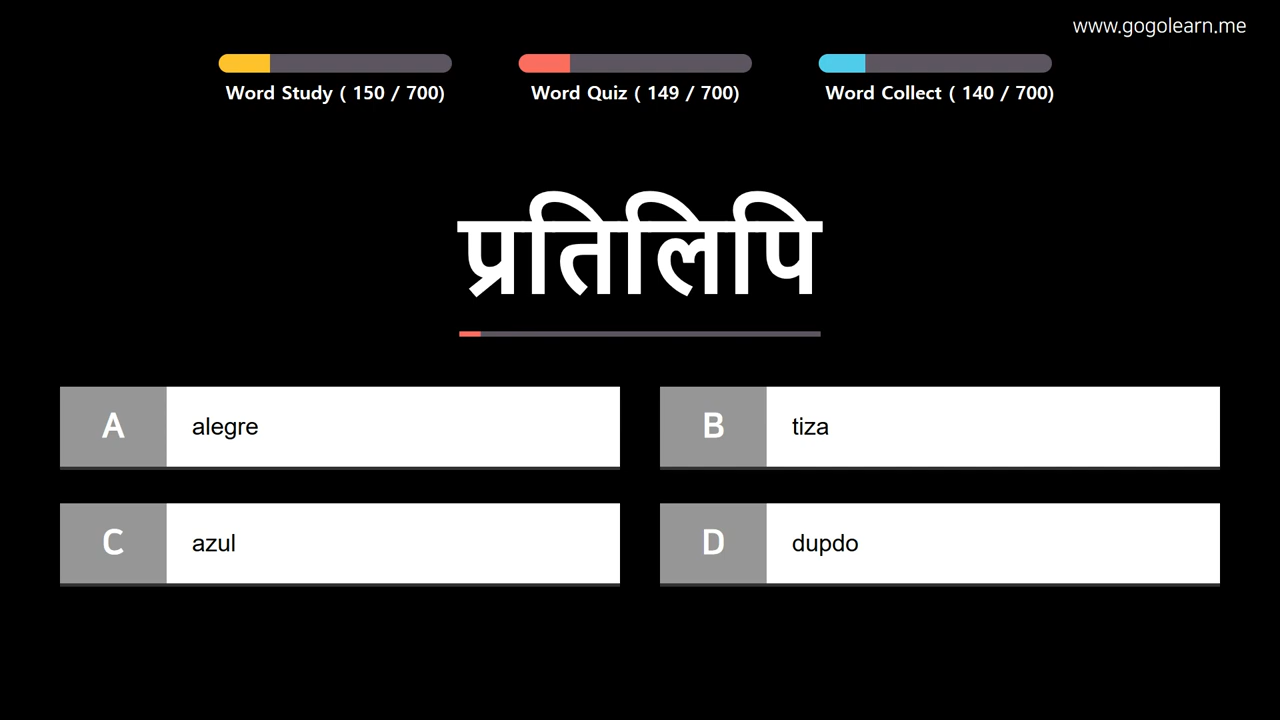 www.gogolearn.me
Word Study ( 150 / 700)
Word Quiz ( 149 / 700)
Word Collect ( 140 / 700)
प्रतिलिपि
A alegre
B tiza
C azul
D dupdo